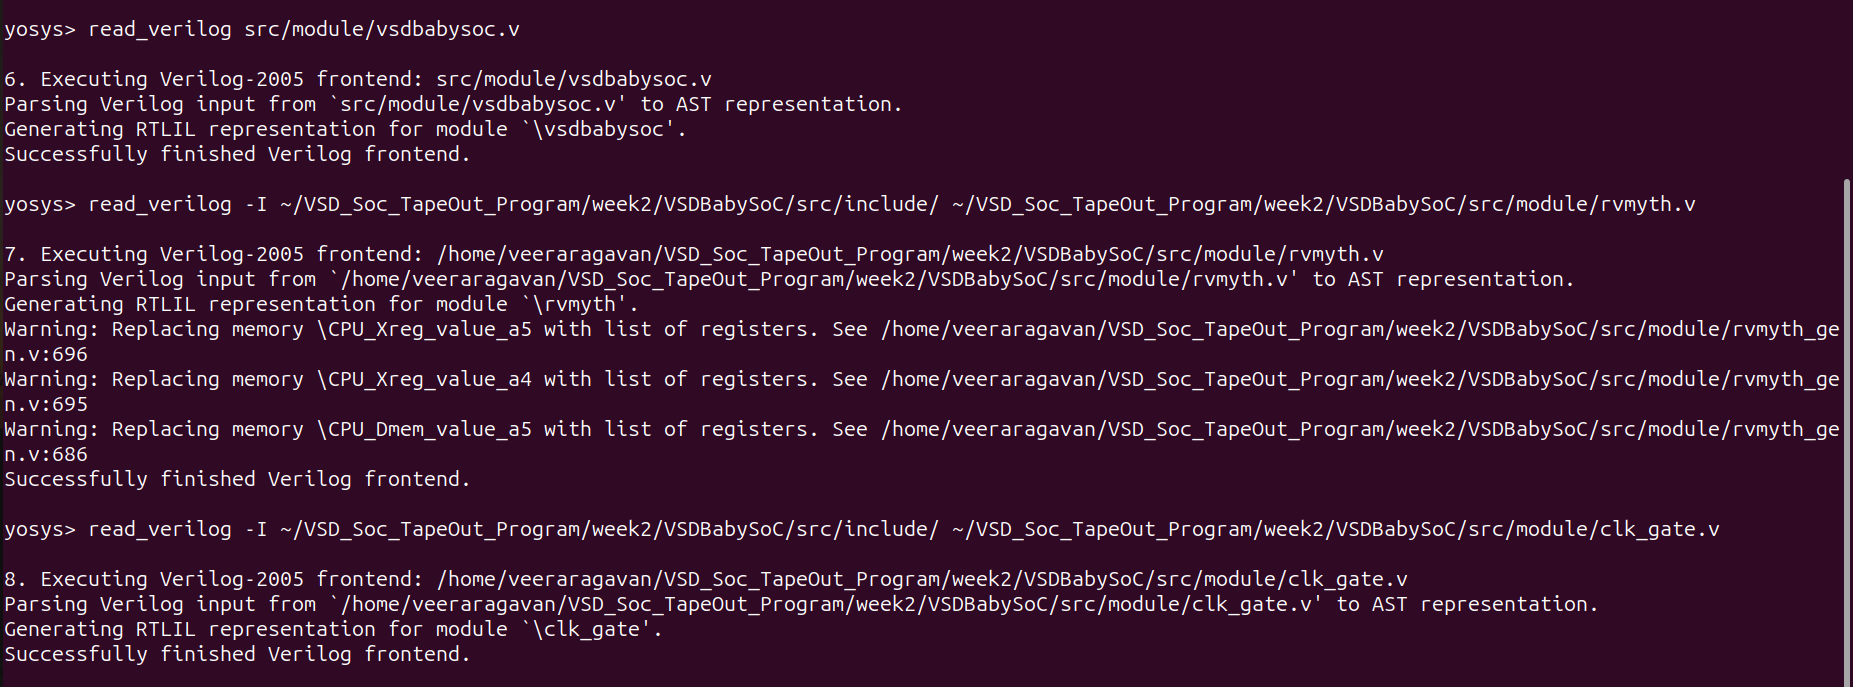 yosys> read_verilog src/module/vsdbabysoc.v
6. Executing Verilog-2005 frontend: src/module/vsdbabysoc.v
Parsing Verilog input from `src/module/vsdbabysoc.v' to AST representation.
Generating RTLIL representation for module `\vsdbabysoc'.
Successfully finished Verilog frontend.
yosys> read_verilog -I ~/VSD_Soc_TapeOut_Program/week2/VSDBabySoC/src/include/ ~/VSD_Soc_TapeOut_Program/week2/VSDBabySoC/src/module/rvmyth.v
7. Executing Verilog-2005 frontend: /home/veeraragavan/VSD_Soc_TapeOut_Program/week2/VSDBabySoC/src/module/rvmyth.v
Parsing Verilog input from `/home/veeraragavan/VSD_Soc_TapeOut_Program/week2/VSDBabySoC/src/module/rvmyth.v' to AST representation.
Generating RTLIL representation for module `\rvmyth'.
Warning: Replacing memory \CPU_Xreg_value_a5 with list of registers. See /home/veeraragavan/VSD_Soc_TapeOut_Program/week2/VSDBabySoC/src/module/rvmyth_ge
n.v:696
Warning: Replacing memory \CPU_Xreg_value_a4 with list of registers. See /home/veeraragavan/VSD_Soc_TapeOut_Program/week2/VSDBabySoC/src/module/rvmyth_ge
n.v:695
Warning: Replacing memory \CPU_Dmem_value_a5 with list of registers. See /home/veeraragavan/VSD_Soc_TapeOut_Program/week2/VSDBabySoC/src/module/rvmyth_ge
n.v:686
Successfully finished Verilog frontend.
yosys> read_verilog -I ~/VSD_Soc_TapeOut_Program/week2/VSDBabySoC/src/include/ ~/VSD_Soc_TapeOut_Program/week2/VSDBabySoC/src/module/clk_gate.v
8. Executing Verilog-2005 frontend: /home/veeraragavan/VSD_Soc_TapeOut_Program/week2/VSDBabySoC/src/module/clk_gate.v
Parsing Verilog input from `/home/veeraragavan/VSD_Soc_TapeOut_Program/week2/VSDBabySoC/src/module/clk_gate.v' to AST representation.
Generating RTLIL representation for module `\clk_gate'.
Successfully finished Verilog frontend.